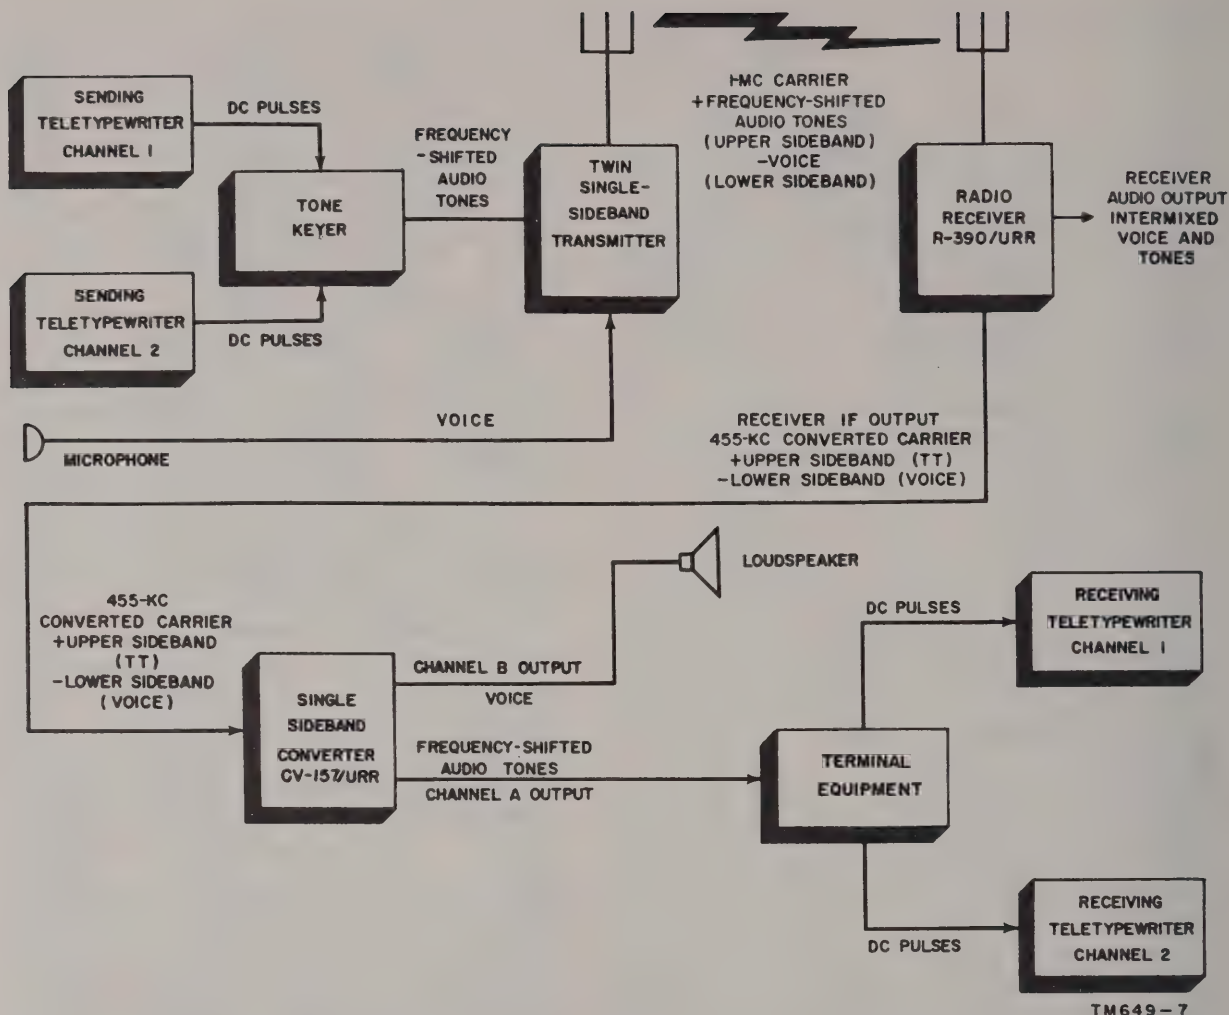 SENDING
TELETYPEWRITER
CHANNEL 1
DC PULSES
SENDING
TELETYPEWRITER
CHANNEL 2
DC PULSES
TONE
KEYER
FREQUENCY
-SHIFTED
AUDIO
TONES
TWIN
SINGLE-
SIDEBAND
TRANSMITTER
1-MC CARRIER
+FREQUENCY-SHIFTED
AUDIO TONES
(UPPER SIDEBAND)
-VOICE
(LOWER SIDEBAND)
RADIO
RECEIVER
R-390/URR
RECEIVER
AUDIO OUTPUT
INTERMIXED
VOICE AND
TONES
MICROPHONE
VOICE
RECEIVER IF OUTPUT
455-KC CONVERTED CARRIER
+UPPER SIDEBAND (TT)
-LOWER SIDEBAND (VOICE)
455-KC
CONVERTED CARRIER
+UPPER SIDEBAND
(TT)
-LOWER SIDEBAND
(VOICE)
SINGLE
SIDEBAND
CONVERTER
CV-157/URR
CHANNEL B OUTPUT
VOICE
LOUDSPEAKER
FREQUENCY-SHIFTED
AUDIO TONES
CHANNEL A OUTPUT
TERMINAL
EQUIPMENT
DC PULSES
RECEIVING
TELETYPEWRITER
CHANNEL 1
DC PULSES
RECEIVING
TELETYPEWRITER
CHANNEL 2
TM649-7